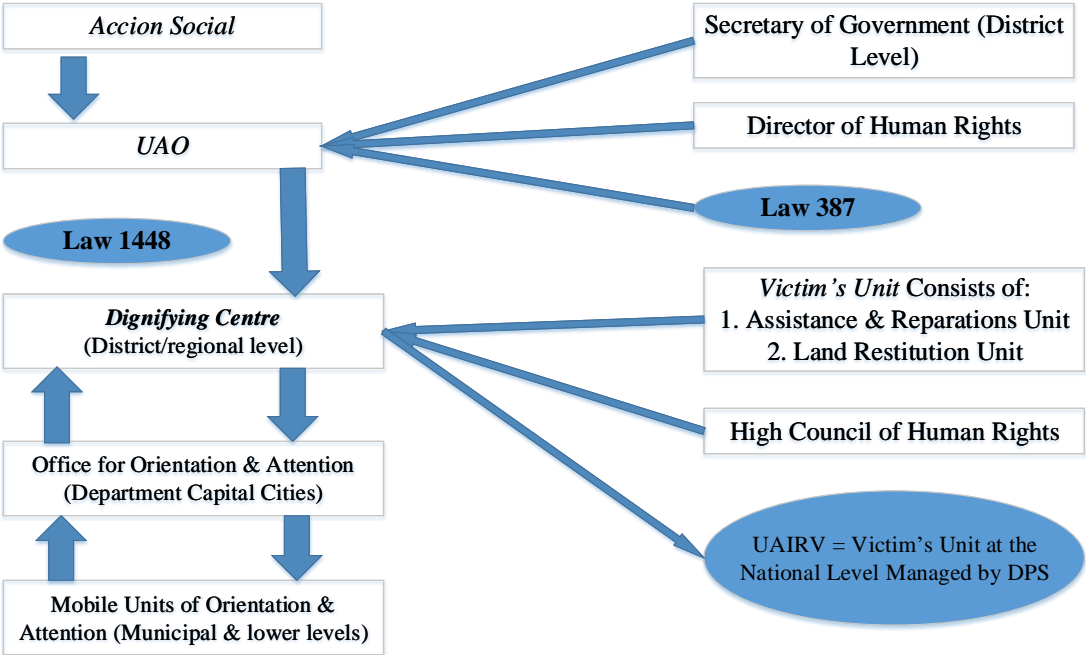 Accion Social
Secretary of Government (District
Level)
UAO
Director of Human Rights
Law 387
Law 1448
Dignifying Centre
(District/regional level)
Victim's Unit Consists of:
1. Assistance & Reparations Unit
2. Land Restitution Unit
High Council of Human Rights
Office for Orientation & Attention
(Department Capital Cities)
UAIRV = Victim's Unit at the
National Level Managed by DPS
Mobile Units of Orientation &
Attention (Municipal & lower levels)